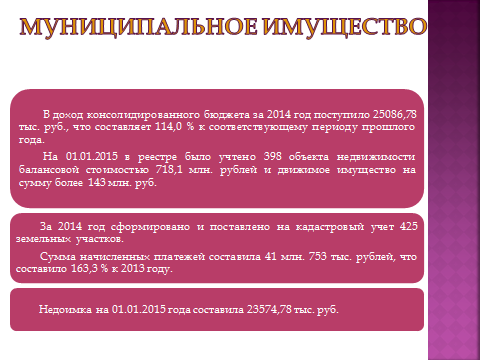 МУНИЦИПАЛЬНОЕ ИМУЩЕСТВО
В доход консолидированного бюджета за 2014 год поступило 25086,78
тыс. руб., что составляет 114,0 % к соответствующему периоду прошлого
года.
На 01.01.2015 в реестре было учтено 398 объекта недвижимости
балансовой стоимостью 718,1 млн. рублей и движимое имущество на
сумму более 143 млн. руб.
За 2014 год сформировано и поставлено на кадастровый учет 425
земельных участков.
Сумма начисленных платежей составила 41 млн. 753 тыс. рублей, что
составило 163,3 % к 2013 году.
Недоимка на 01.01.2015 года составила 23574,78 тыс. руб.